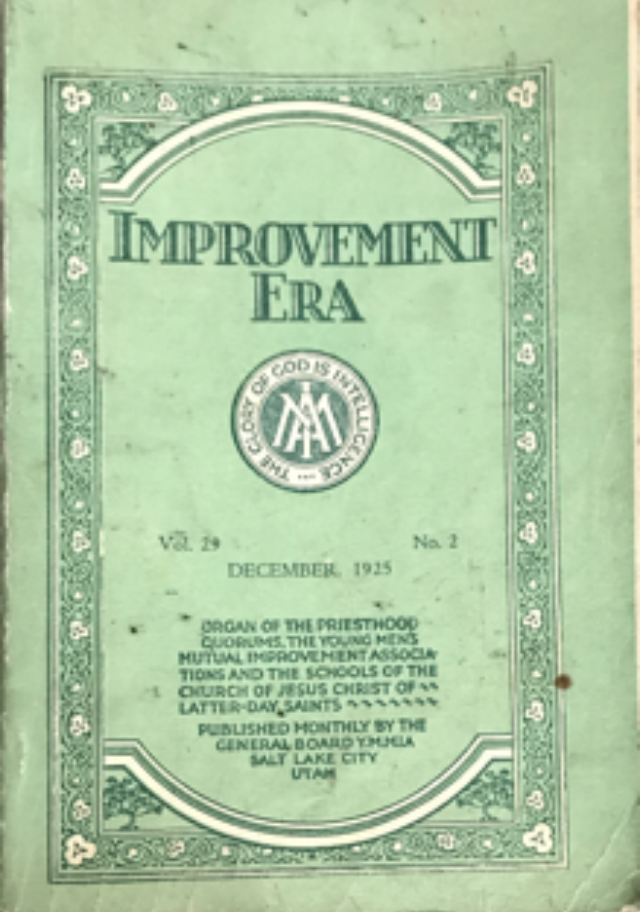 IMPROVEMENT
ERA
THE GLORY OF GOD IS INTELLIGENCE
Vol. 29 No. 2
DECEMBER, 1925
ORGAN OF THE PRIESTHOOD
QUORUMS, THE YOUNG MEN'S
MUTUAL IMPROVEMENT ASSOCIA-
TIONS AND THE SCHOOLS OF THE
CHURCH OF JESUS CHRIST OF
LATTER-DAY SAINTS
PUBLISHED MONTHLY BY THE
GENERAL BOARD Y.M.M.I.A.
SALT LAKE CITY
UTAH